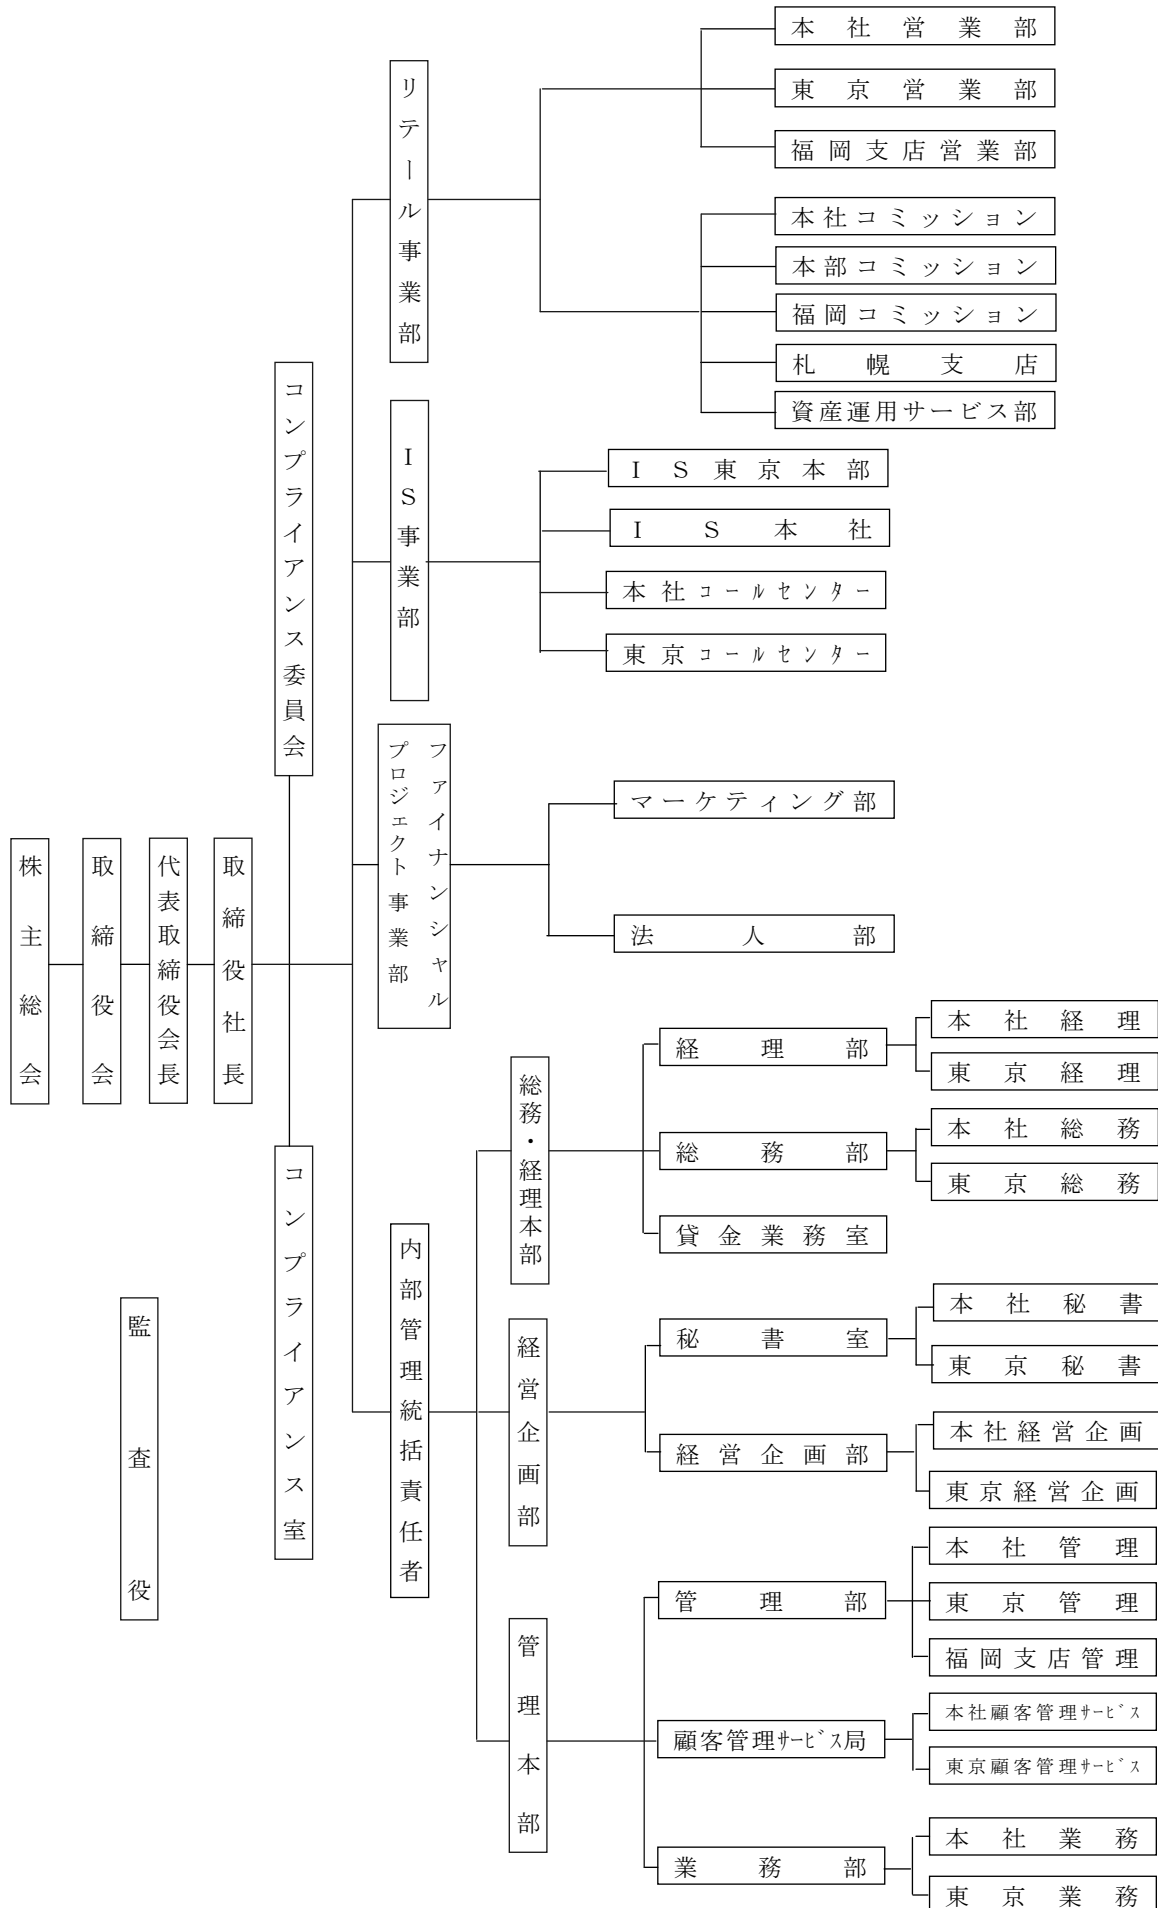 株主総会
取締役会
代表取締役会長
取締役社長
監査役
コンプライアンス委員会
コンプライアンス室
リテール事業部
本社営業部
東京営業部
福岡支店営業部
本社コミッション
本部コミッション
福岡コミッション
札幌支店
資産運用サービス部
ＩＳ事業部
ＩＳ東京本部
ＩＳ本社
本社コールセンター
東京コールセンター
ファイナンシャル
プロジェクト事業部
マーケティング部
法人部
内部管理統括責任者
総務・経理本部
経理部
本社経理
東京経理
総務部
本社総務
東京総務
貸金業務室
経営企画部
秘書室
本社秘書
東京秘書
経営企画部
本社経営企画
東京経営企画
管理本部
管理部
本社管理
東京管理
福岡支店管理
顧客管理ｻｰﾋﾞｽ局
本社顧客管理ｻｰﾋﾞｽ
東京顧客管理ｻｰﾋﾞｽ
業務部
本社業務
東京業務